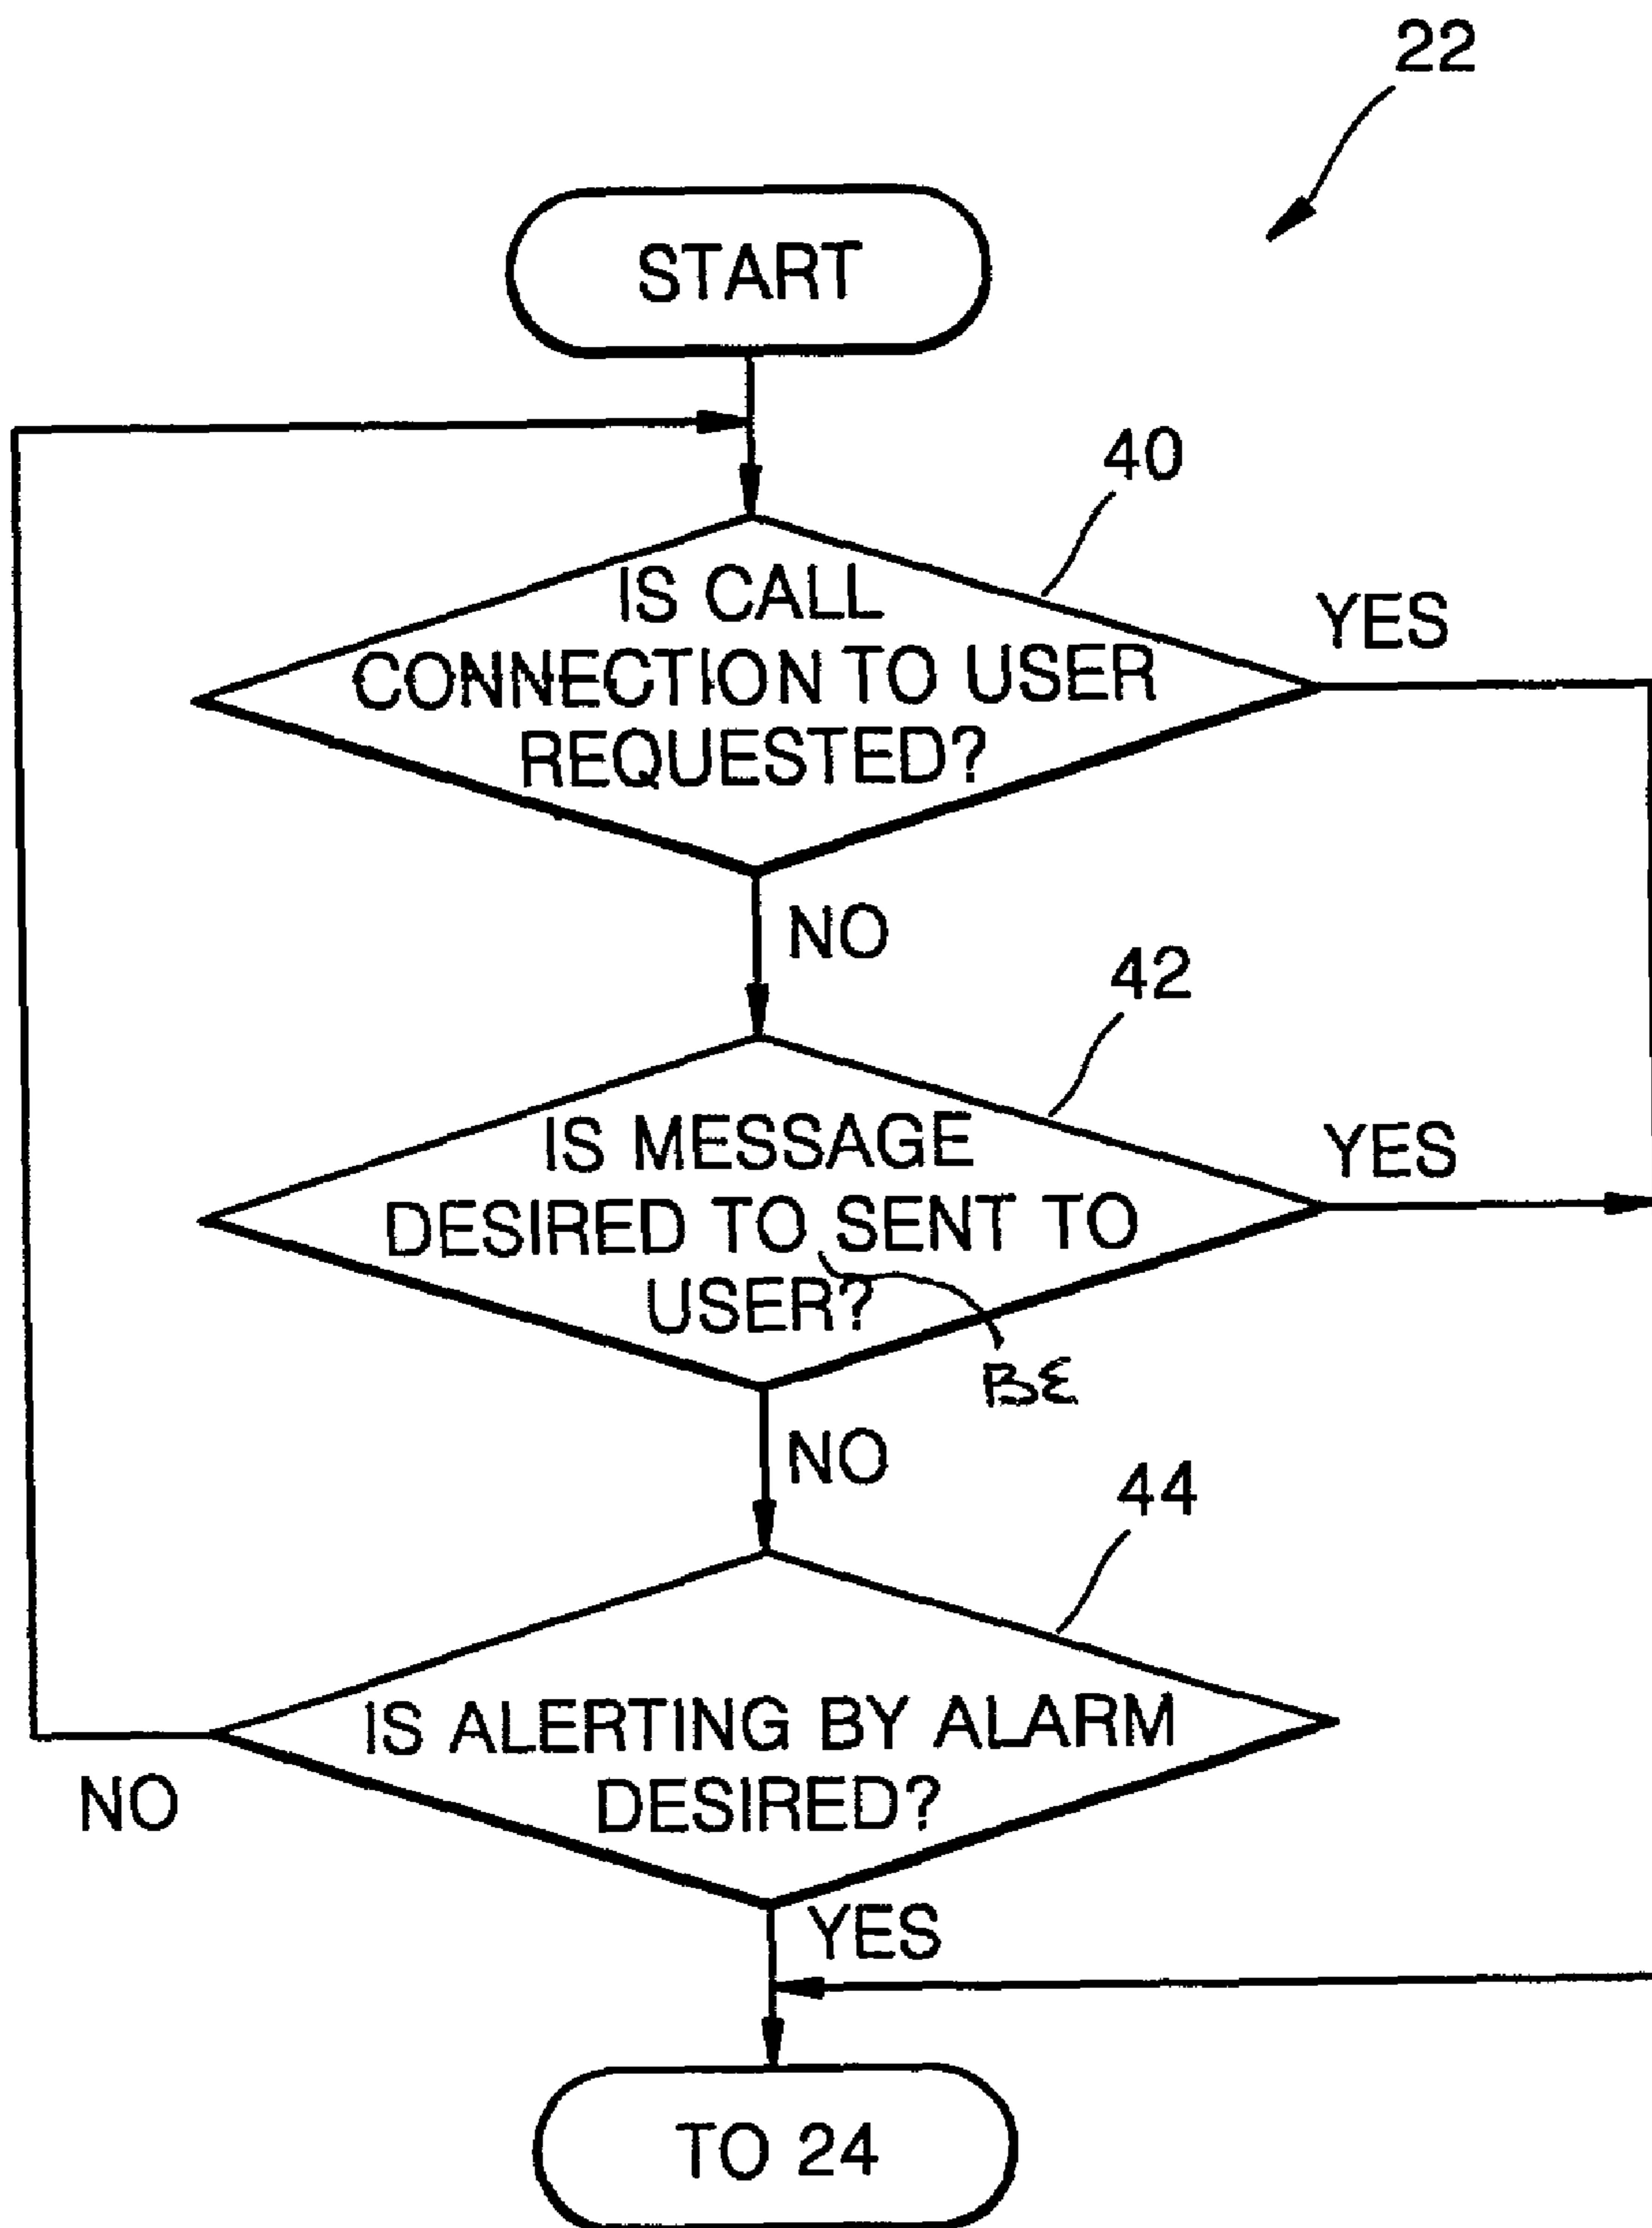 22
START
40
IS CALL
CONNECTION TO USER
REQUESTED?
YES
NO
42
IS MESSAGE
DESIRED TO SENT TO
USER?
BE
YES
NO
44
IS ALERTING BY ALARM
DESIRED?
NO
YES
TO 24